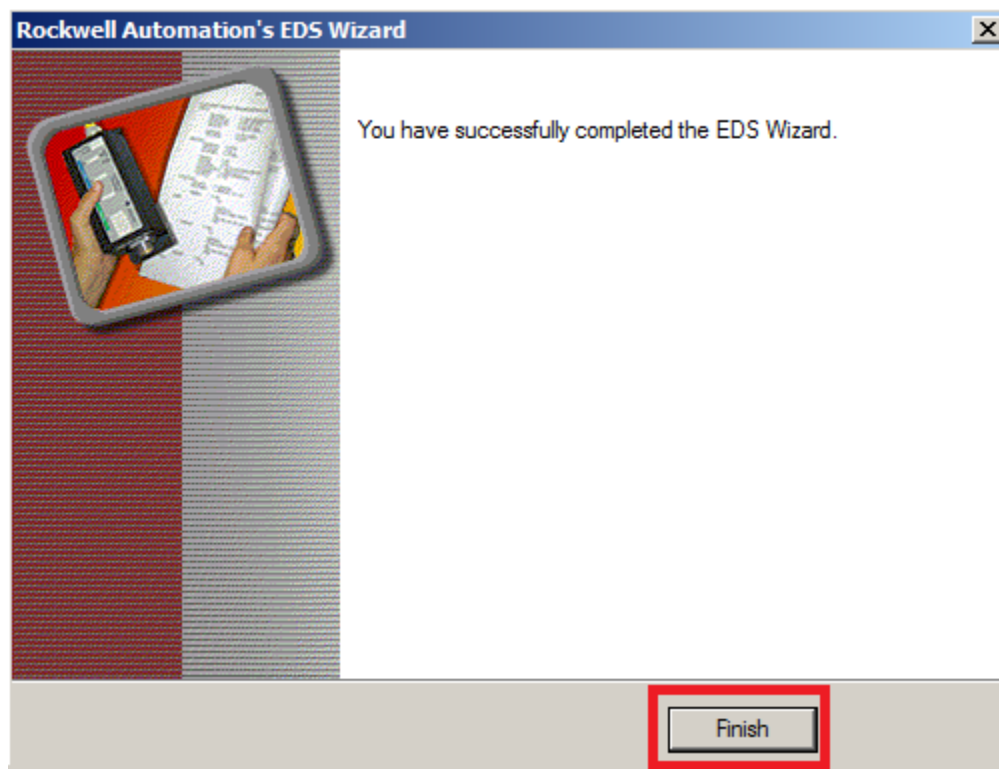 Rockwell Automation's EDS Wizard
You have successfully completed the EDS Wizard.
Finish